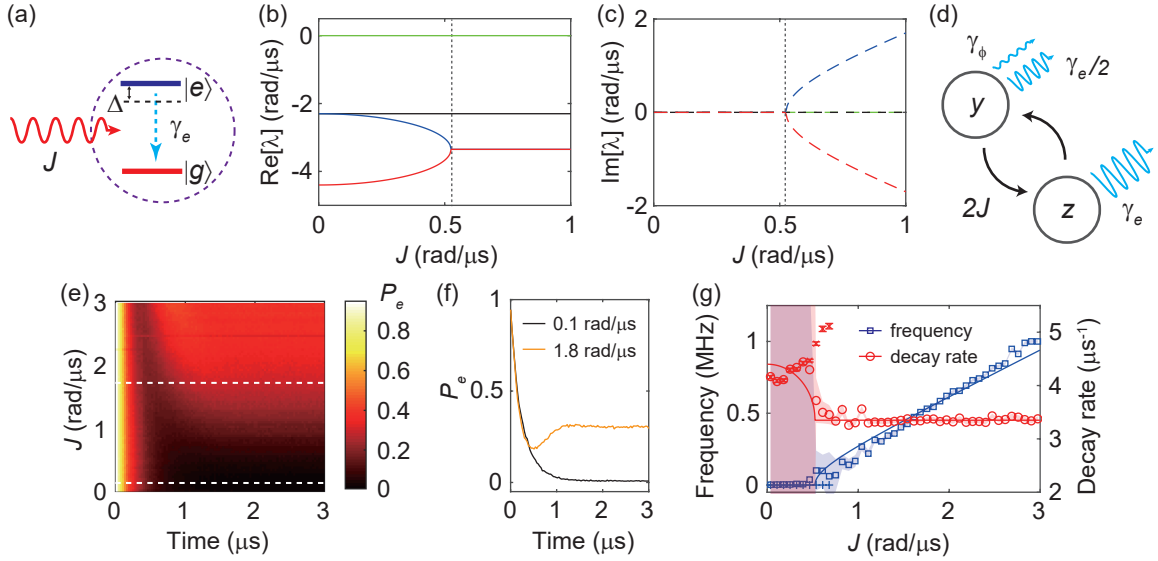 (a)
|e⟩
Δ
γe
J
|g⟩
(b)
Re[λ] (rad/μs)
0
-2
-4
0
0.5
1
J (rad/μs)
(c)
Im[λ] (rad/μs)
2
0
-2
0
0.5
1
J (rad/μs)
(d)
γϕ
γe/2
y
2J
z
γe
(e)
J (rad/μs)
3
2
1
0
0
1
2
3
Time (μs)
Pe
0.8
0.6
0.4
0.2
0
(f)
Pe
1
0.5
0
0
1
2
3
Time (μs)
0.1 rad/μs
1.8 rad/μs
(g)
Frequency (MHz)
1
0.5
0
0
1
2
3
J (rad/μs)
frequency
decay rate
5
4
3
2
Decay rate (μs⁻¹)